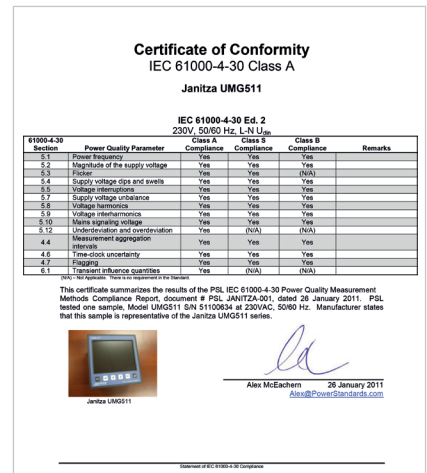 Certificate of Conformity
IEC 61000-4-30 Class A
Janitza UMG511
IEC 61000-4-30 Ed. 2
230V, 50/60 Hz, L-N Udin
61000-4-30 Section Power Quality Parameter Class A Compliance Class S Compliance Class B Compliance Remarks
5.1 Power frequency Yes Yes Yes
5.2 Magnitude of the supply voltage Yes Yes Yes
5.3 Flicker Yes Yes (N/A)
5.4 Supply voltage dips and swells Yes Yes Yes
5.5 Voltage interruptions Yes Yes Yes
5.7 Supply voltage unbalance Yes Yes Yes
5.8 Voltage harmonics Yes Yes Yes
5.9 Voltage interharmonics Yes Yes Yes
5.10 Mains signaling voltage Yes Yes Yes
5.12 Underdeviation and overdeviation Yes (N/A) (N/A)
4.4 Measurement aggregation intervals Yes Yes Yes
4.6 Time-clock uncertainty Yes Yes Yes
4.7 Flagging Yes Yes Yes
6.1 Transient influence quantities Yes (N/A) (N/A)
(N/A) – Not Applicable. There is no requirement in the Standard.
This certificate summarizes the results of the PSL IEC 61000-4-30 Power Quality Measurement
Methods Compliance Report, document # PSL JANITZA-001, dated 26 January 2011. PSL
tested one sample, Model UMG511 S/N 51100634 at 230VAC, 50/60 Hz. Manufacturer states
that this sample is representative of the Janitza UMG511 series.
Alex McEachern 26 January 2011
Alex@PowerStandards.com
Janitza UMG511
Statement of IEC 61000-4-30 Compliance